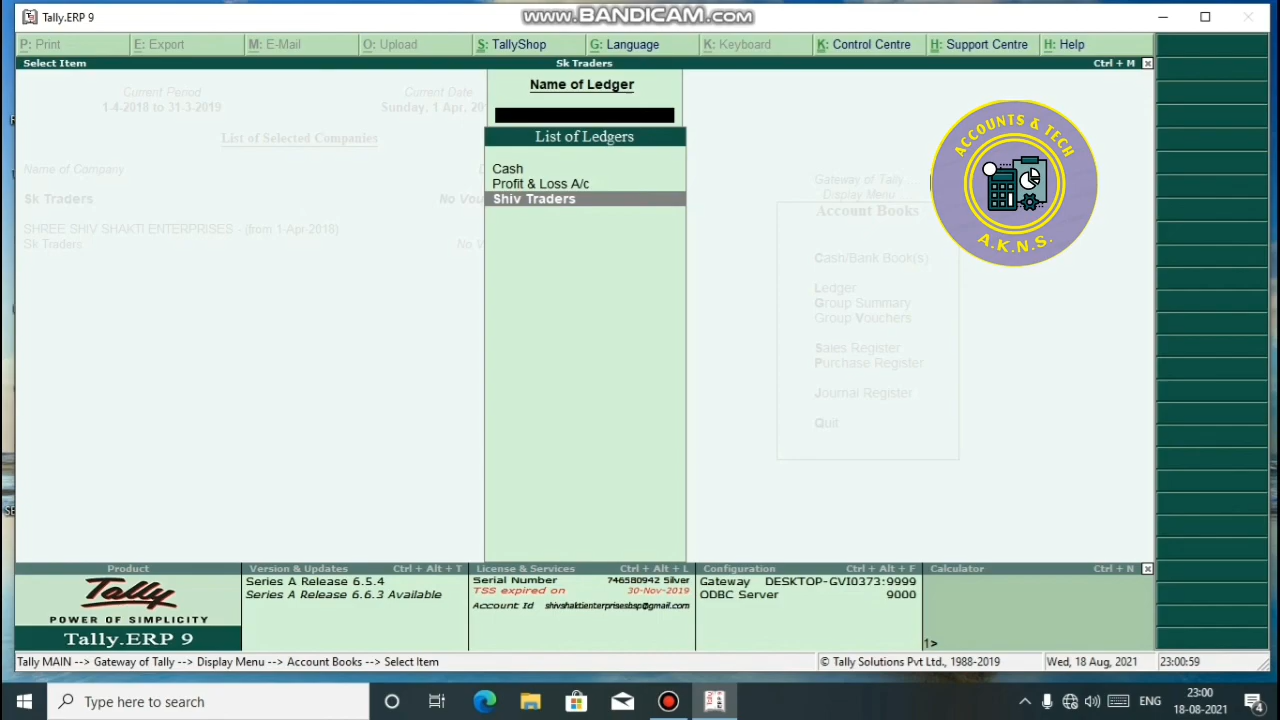 Tally.ERP 9
www.BANDICAM.com
P: Print E: Export M: E-Mail O: Upload S: TallyShop G: Language K: Keyboard K: Control Centre H: Support Centre H: Help
Select Item Sk Traders Ctrl + M
Current Period Current Date
1-4-2018 to 31-3-2019 Sunday, 1 Apr, 20
List of Selected Companies
Name of Company
Sk Traders No Vou
SHREE SHIV SHAKTI ENTERPRISES - (from 1-Apr-2018)
Sk Traders No V
Name of Ledger
List of Ledgers
Cash
Profit & Loss A/c
Shiv Traders
Gateway of Tally
Display Menu
Account Books
Cash/Bank Book(s)
Ledger
Group Summary
Group Vouchers
Sales Register
Purchase Register
Journal Register
Quit
ACCOUNTS & TECH
A.K.N.S.
Product
Tally
POWER OF SIMPLICITY
Tally.ERP 9
Version & Updates Ctrl + Alt + T
Series A Release 6.5.4
Series A Release 6.6.3 Available
License & Services Ctrl + Alt + L
Serial Number 746580942 Silver
TSS expired on 30-Nov-2019
Account Id shivshaktienterprisesbsp@gmail.com
Configuration Ctrl + Alt + F
Gateway DESKTOP-GVI0373:9999
ODBC Server 9000
Calculator Ctrl + N
1>
Tally MAIN --> Gateway of Tally --> Display Menu --> Account Books --> Select Item © Tally Solutions Pvt Ltd., 1988-2019 Wed, 18 Aug, 2021 23:00:59
Type here to search
ENG
23:00
18-08-2021
4